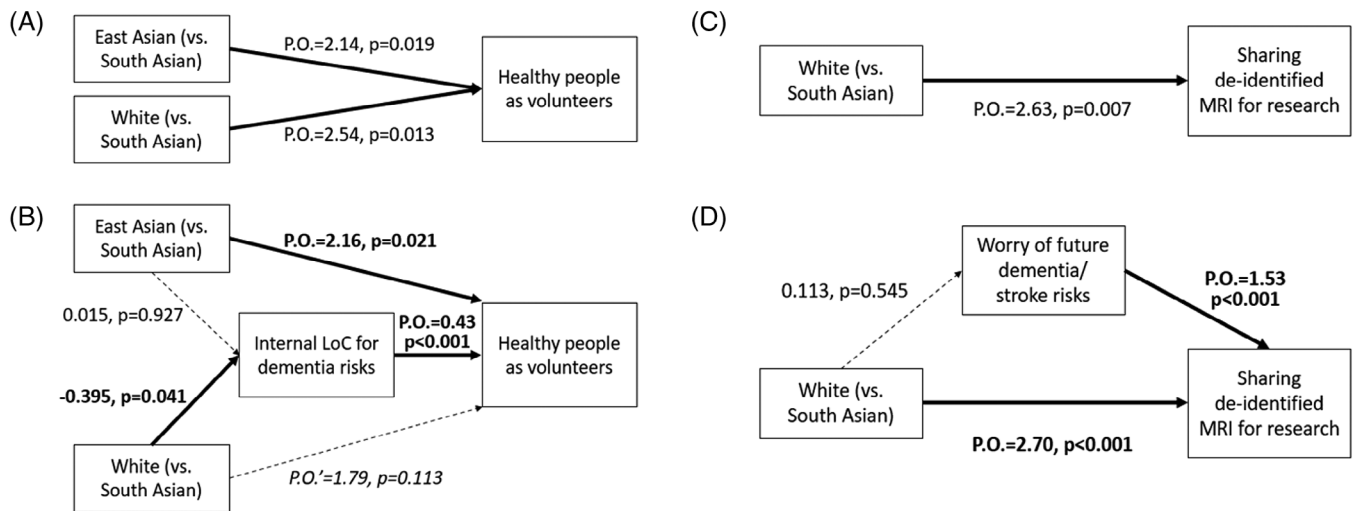 (A)
East Asian (vs.
South Asian)
P.O.=2.14, p=0.019
White (vs.
South Asian)
P.O.=2.54, p=0.013
Healthy people
as volunteers
(B)
East Asian (vs.
South Asian)
P.O.=2.16, p=0.021
0.015, p=0.927
Internal LoC for
dementia risks
P.O.=0.43
p<0.001
Healthy people
as volunteers
-0.395, p=0.041
White (vs.
South Asian)
P.O.'=1.79, p=0.113
(C)
White (vs.
South Asian)
P.O.=2.63, p=0.007
Sharing
de-identified
MRI for research
(D)
Worry of future
dementia/
stroke risks
0.113, p=0.545
P.O.=1.53
p<0.001
White (vs.
South Asian)
P.O.=2.70, p<0.001
Sharing
de-identified
MRI for research